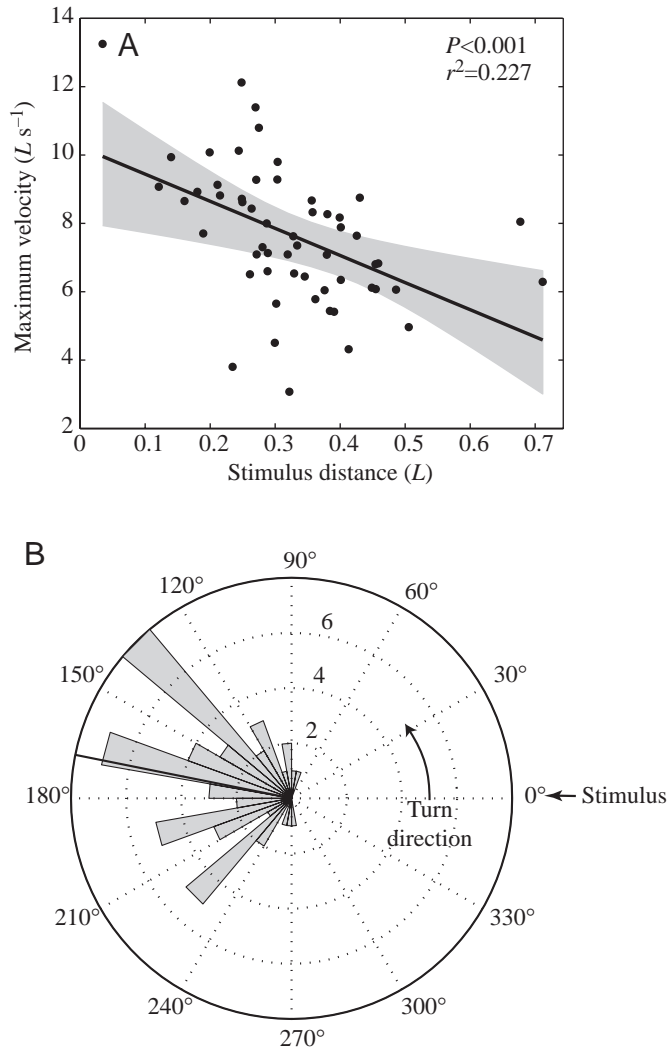 14
A
P<0.001
r²=0.227
12
10
8
6
4
2
Maximum velocity (L s⁻¹)
0 0.1 0.2 0.3 0.4 0.5 0.6 0.7
Stimulus distance (L)
B
90°
120° 60°
6
150° 4 30°
2
180° 0° Stimulus
Turn
direction
210° 330°
240° 300°
270°